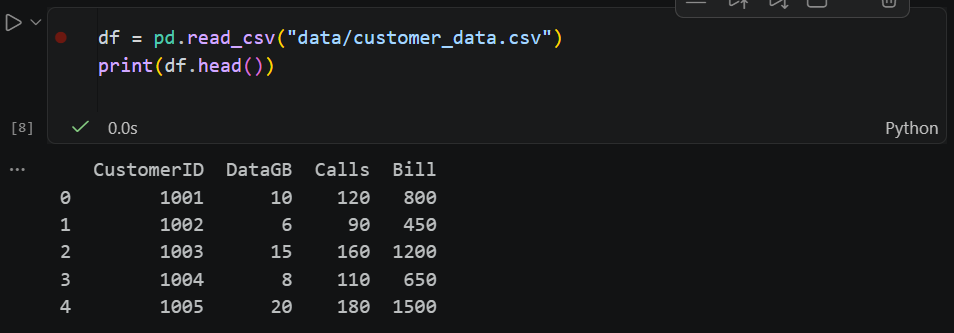 df = pd.read_csv("data/customer_data.csv")
print(df.head())
[8] 0.0s Python
... CustomerID DataGB Calls Bill
0 1001 10 120 800
1 1002 6 90 450
2 1003 15 160 1200
3 1004 8 110 650
4 1005 20 180 1500